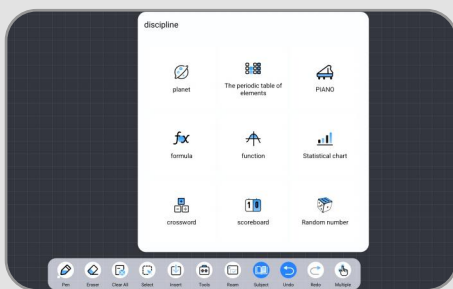 discipline
planet
The periodic table of
elements
PIANO
formula
function
Statistical chart
crossword
scoreboard
Random number
Pen
Eraser
Clear All
Select
Insert
Tools
Roam
Subject
Undo
Redo
Multiple